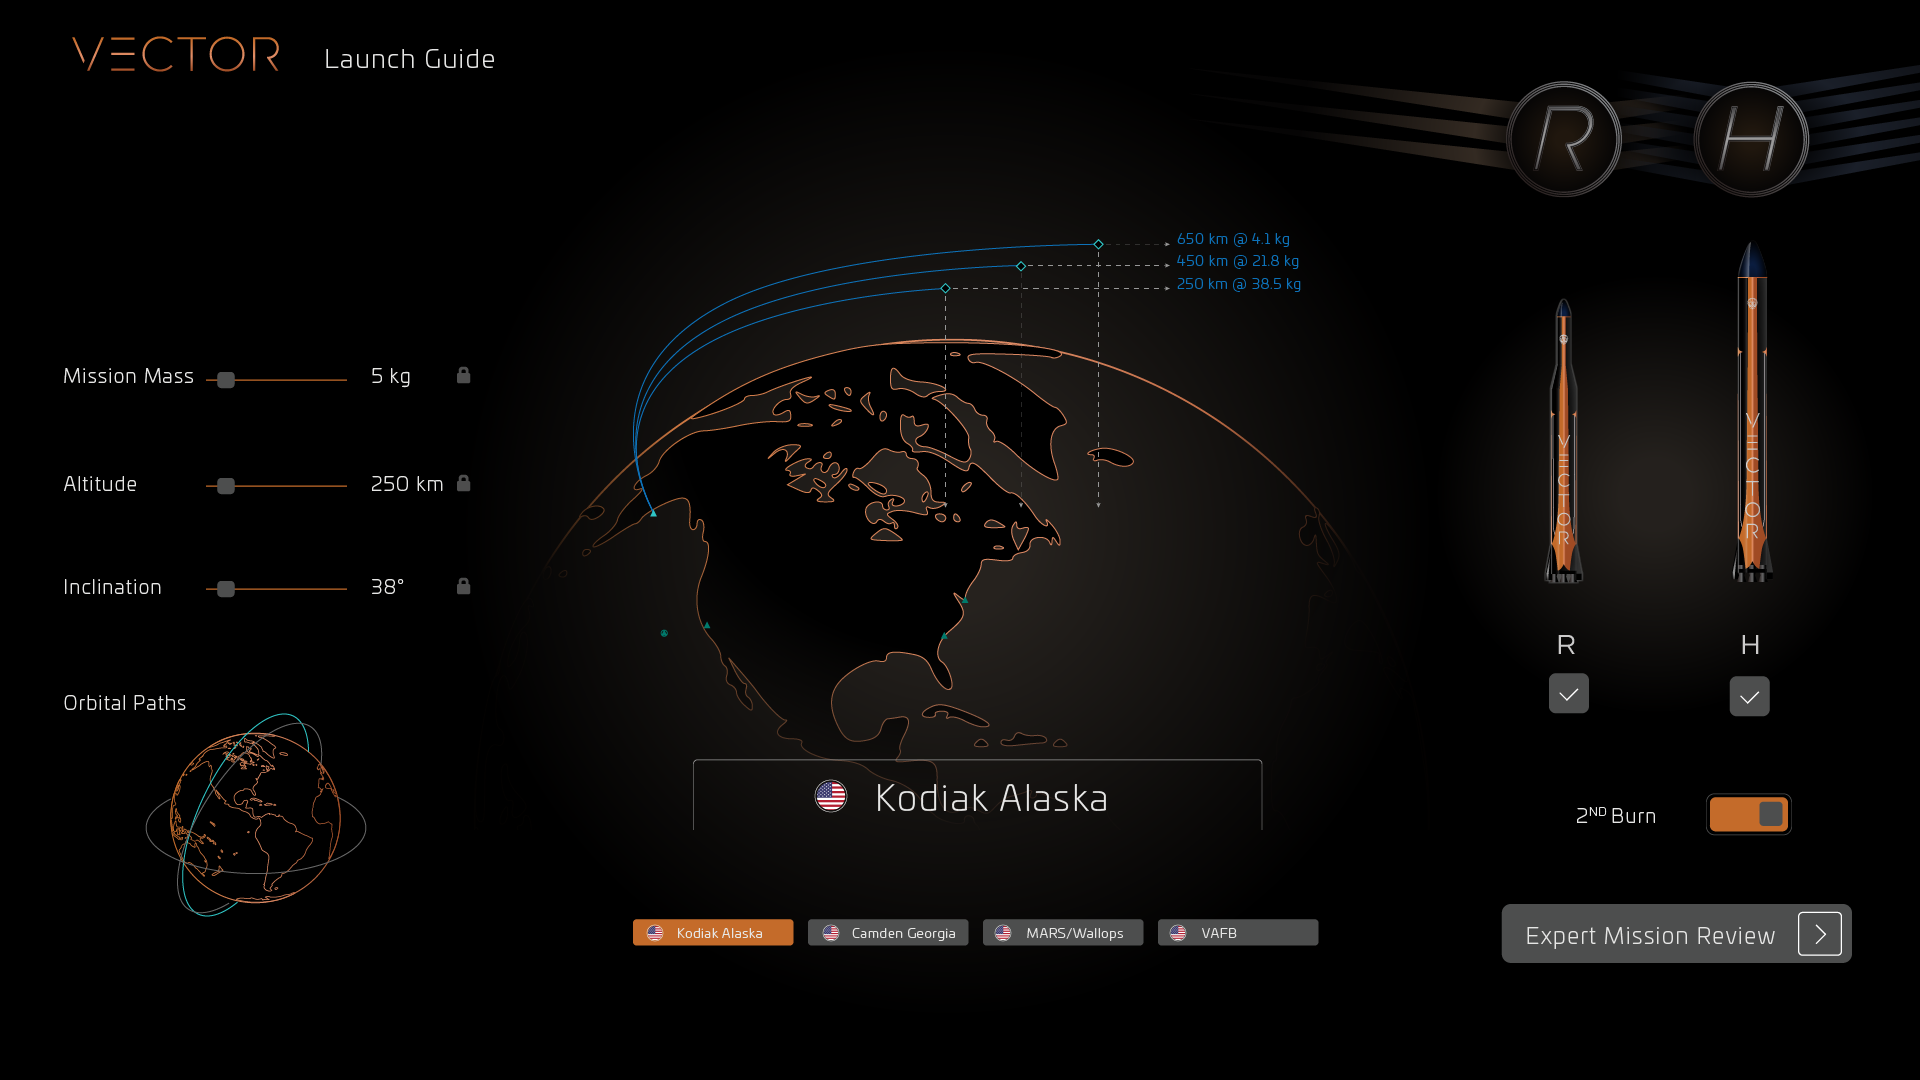 VECTOR
Launch Guide
R
H
650 km @ 4.1 kg
450 km @ 21.8 kg
250 km @ 38.5 kg
Mission Mass 5 kg
Altitude 250 km
Inclination 38°
Orbital Paths
VECTOR
VECTOR
R
H
Kodiak Alaska
2ND Burn
Kodiak Alaska
Camden Georgia
MARS/Wallops
VAFB
Expert Mission Review